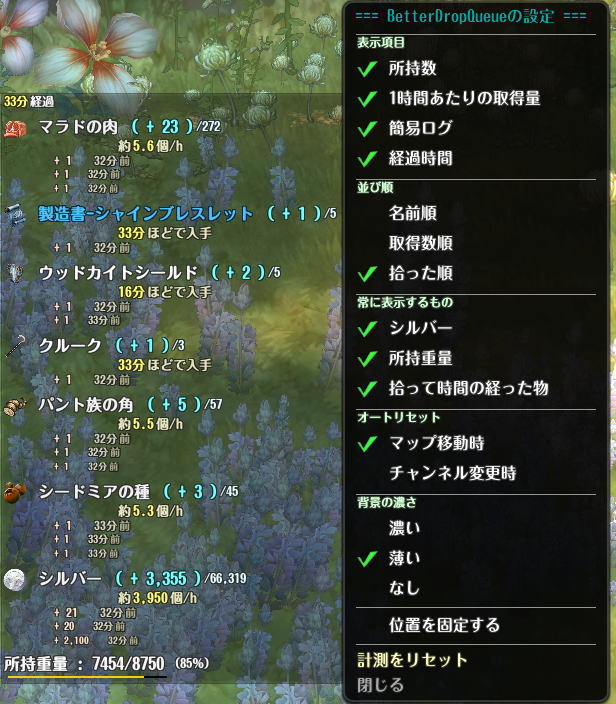 33分 経過
マラドの肉 ( + 23 )/272
約5.6個/h
+ 1 32分前
+ 1 32分前
+ 1 32分前
製造書-シャインブレスレット ( + 1 )/5
33分ほどで入手
+ 1 32分前
ウッドカイトシールド ( + 2 )/5
16分ほどで入手
+ 1 32分前
+ 1 33分前
クルーク ( + 1 )/3
33分ほどで入手
+ 1 32分前
パント族の角 ( + 5 )/57
約5.5個/h
+ 1 32分前
+ 1 32分前
+ 1 32分前
シードミアの種 ( + 3 )/45
約5.3個/h
+ 1 33分前
+ 1 33分前
+ 1 33分前
シルバー ( + 3,355 )/66,319
約3,950個/h
+ 21 32分前
+ 20 32分前
+ 2,100 32分前
所持重量 : 7454/8750 (85%)
=== BetterDropQueueの設定 ===
表示項目
所持数
1時間あたりの取得量
簡易ログ
経過時間
並び順
名前順
取得数順
拾った順
常に表示するもの
シルバー
所持重量
拾って時間の経った物
オートリセット
マップ移動時
チャンネル変更時
背景の濃さ
濃い
薄い
なし
位置を固定する
計測をリセット
閉じる